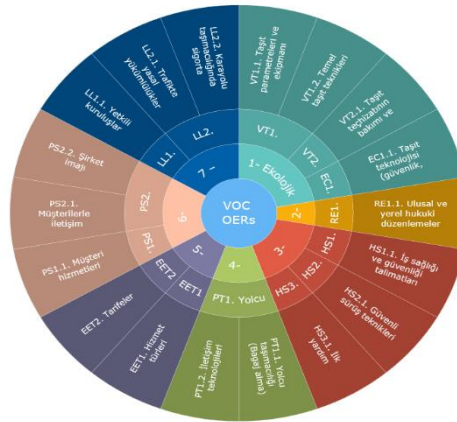 VOC
OERs
1- Ekolojik
2-
3-
4-
5-
6-
7 -
VT1.
VT2.
EC1.
RE1.
HS1.
HS2.
HS3.
PT1. Yolcu
EET1
EET2
PS1.
PS2.
LL1.
LL2.
VT1.1. Taşıt
parametreleri ve
ekipmanı
VT1.2. Temel
taşıt teknikleri
VT2.1. Taşıt
teçhizatının
bakımı ve
EC1.1. Taşıt
teknolojisi
(güvenlik,
RE1.1. Ulusal ve
yerel hukuki
düzenlemeler
HS1.1. İş sağlığı
ve güvenliği
talimatları
HS2.1. Güvenli
sürüş teknikleri
HS3.1. İlk
yardım
PT1.1. Yolcu
taşımacılığı
(Bagaj alma)
PT1.2. İletişim
teknolojileri
EET1. Hizmet
türleri
EET2. Tarifeler
PS1.1. Müşteri
hizmetleri
PS2.1.
Müşterilerle
iletişim
PS2.2. Şirket
imajı
LL1.1. Yetkili
kuruluşlar
LL2.1. Trafikte
yasal
yükümlülükler
LL2.2. Karayolu
taşımacılığında
sigorta